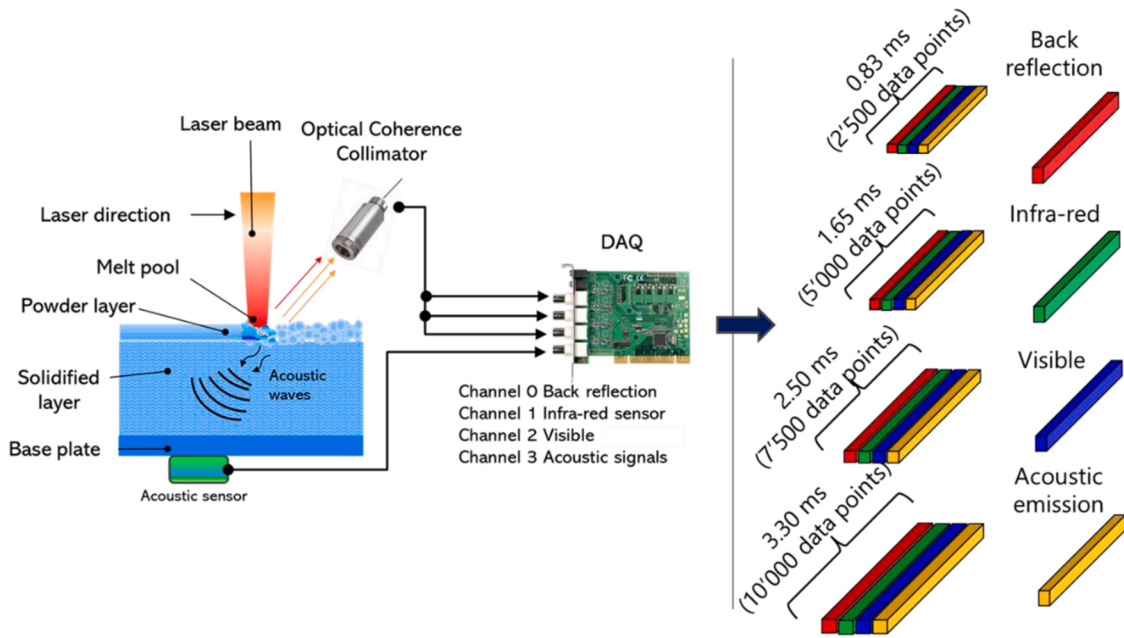 Laser beam
Optical Coherence
Collimator
Laser direction
Melt pool
Powder layer
Solidified
layer
Acoustic
waves
Base plate
Acoustic sensor
DAQ
Channel 0 Back reflection
Channel 1 Infra-red sensor
Channel 2 Visible
Channel 3 Acoustic signals
0.83 ms
(2'500 data points)
Back
reflection
1.65 ms
(5'000 data points)
Infra-red
2.50 ms
(7'500 data points)
Visible
3.30 ms
(10'000 data points)
Acoustic
emission